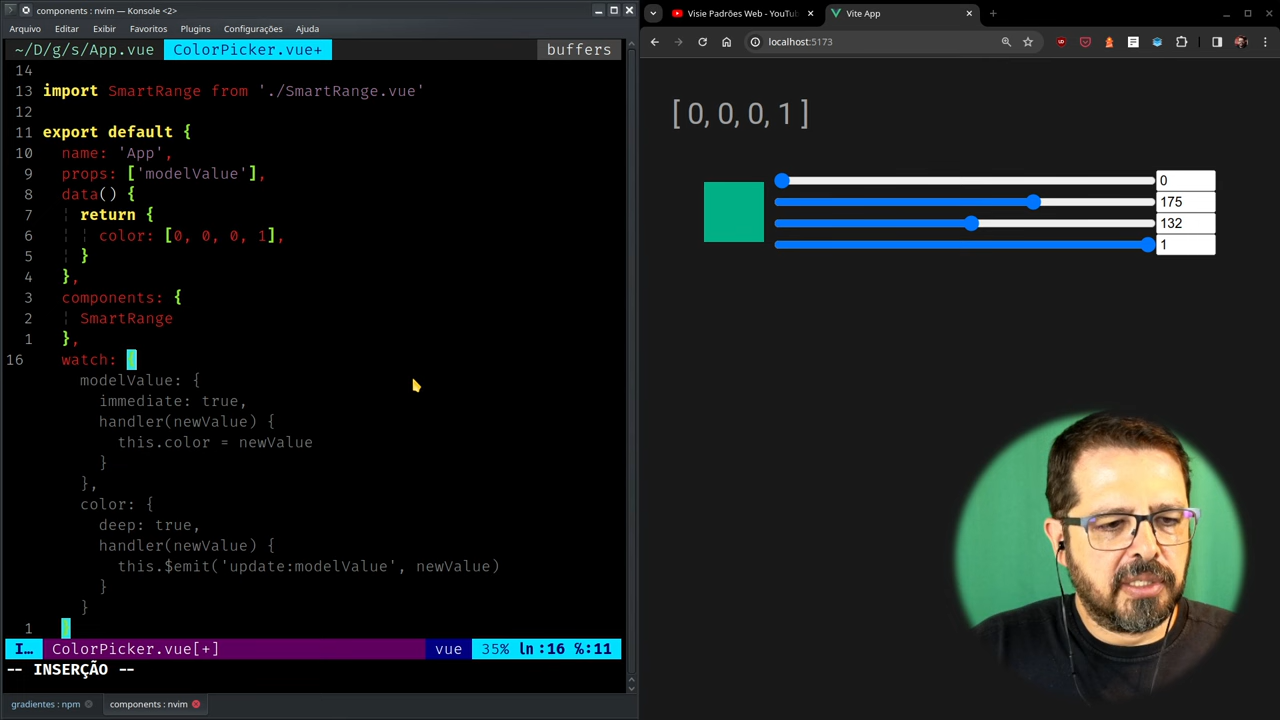 components : nvim — Konsole <2>
Arquivo Editar Exibir Favoritos Plugins Configurações Ajuda
~/D/g/s/App.vue ColorPicker.vue+ buffers
14
13 import SmartRange from './SmartRange.vue'
12
11 export default {
10 name: 'App',
9 props: ['modelValue'],
8 data() {
7 return {
6 color: [0, 0, 0, 1],
5 }
4 },
3 components: {
2 SmartRange
1 },
16 watch: {
modelValue: {
immediate: true,
handler(newValue) {
this.color = newValue
}
},
color: {
deep: true,
handler(newValue) {
this.$emit('update:modelValue', newValue)
}
}
1 }
I… ColorPicker.vue[+] vue 35% ln:16 %:11
-- INSERÇÃO --
gradientes : npm components : nvim
Visie Padrões Web - YouTu Vite App
localhost:5173
[ 0, 0, 0, 1 ]
0
175
132
1